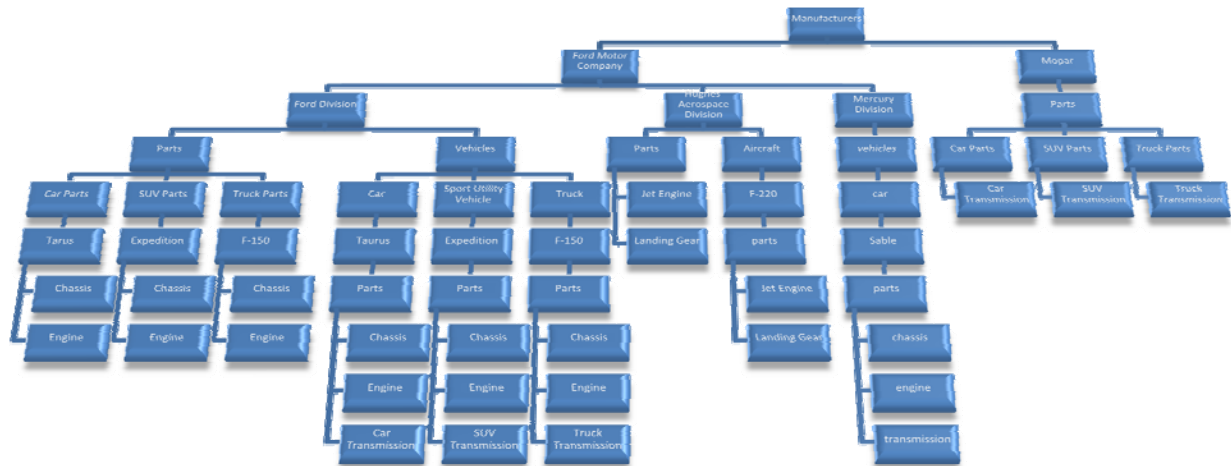 Manufacturers
Ford Motor
Company
Mopar
Ford Division
Hughes
Aerospace
Division
Mercury
Division
Parts
Parts
Vehicles
Parts
Aircraft
vehicles
Car Parts
SUV Parts
Truck Parts
Car Parts
SUV Parts
Truck Parts
Car
Sport Utility
Vehicle
Truck
Jet Engine
F-220
car
Car
Transmission
SUV
Transmission
Truck
Transmission
Tarus
Expedition
F-150
Taurus
Expedition
F-150
Landing Gear
parts
Sable
Chassis
Chassis
Chassis
Parts
Parts
Parts
Jet Engine
parts
Engine
Engine
Engine
Chassis
Chassis
Chassis
Landing Gear
chassis
Engine
Engine
Engine
engine
Car
Transmission
SUV
Transmission
Truck
Transmission
transmission